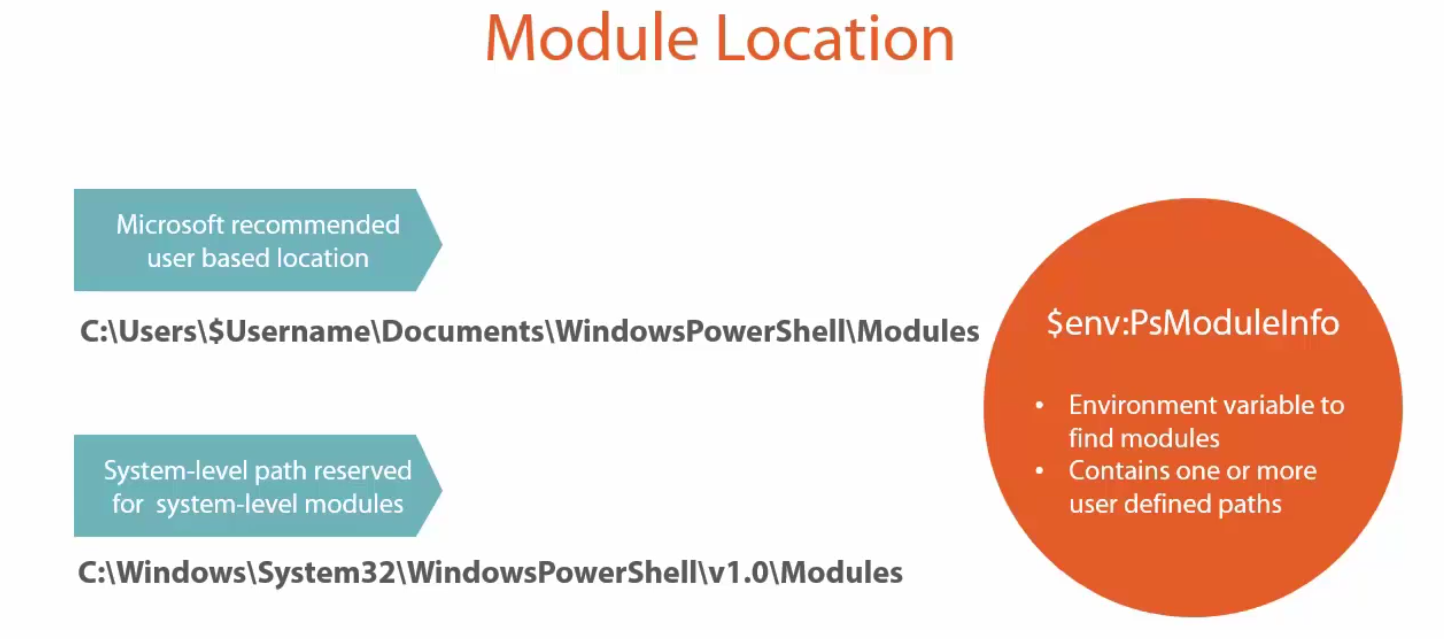 Module Location
Microsoft recommended
user based location
C:\Users\$Username\Documents\WindowsPowerShell\Modules
System-level path reserved
for system-level modules
C:\Windows\System32\WindowsPowerShell\v1.0\Modules
$env:PsModuleInfo
• Environment variable to
find modules
• Contains one or more
user defined paths